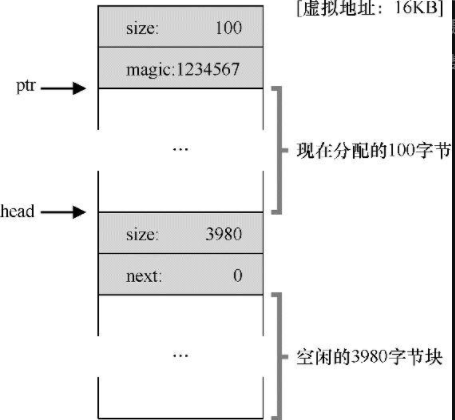 [虚拟地址：16KB]
size: 100
magic:1234567
ptr
...
现在分配的100字节
head
size: 3980
next: 0
...
空闲的3980字节块